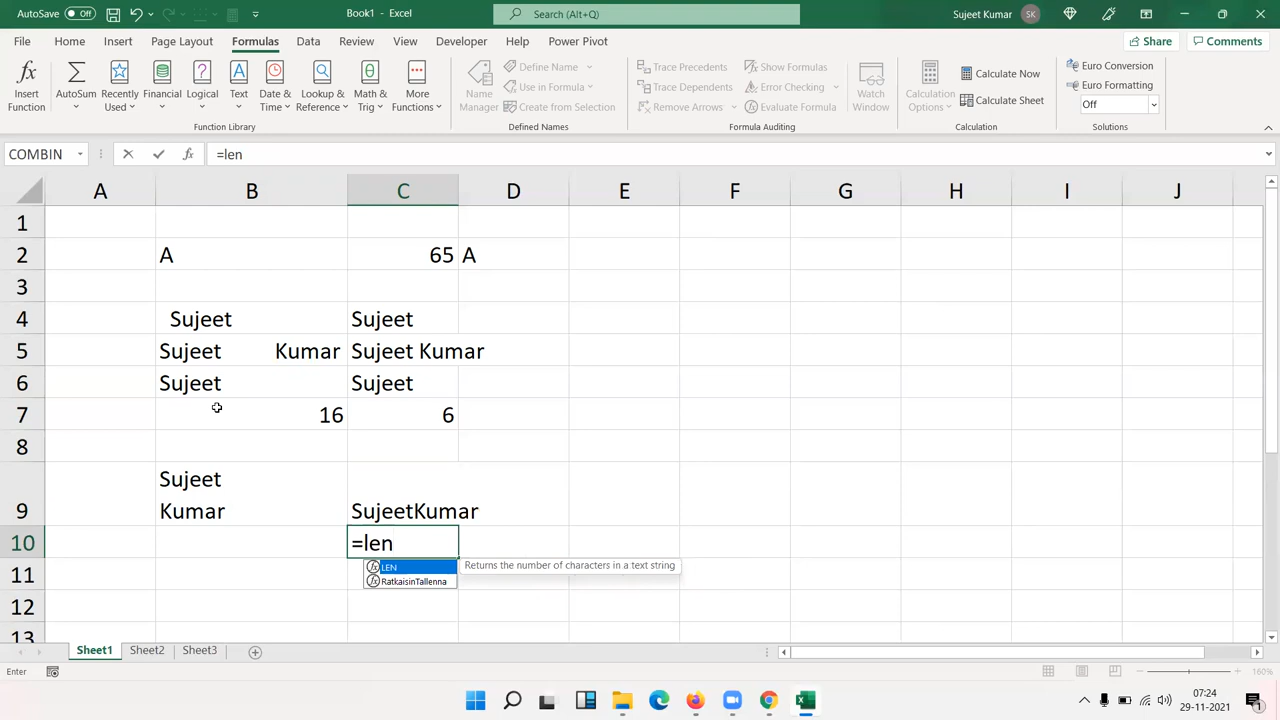 AutoSave Off Book1 - Excel Search (Alt+Q) Sujeet Kumar SK
File Home Insert Page Layout Formulas Data Review View Developer Help Power Pivot Share Comments
Insert Function
AutoSum
Recently Used
Financial
Logical
Text
Date & Time
Lookup & Reference
Math & Trig
More Functions
Function Library
Name Manager
Define Name
Use in Formula
Create from Selection
Defined Names
Trace Precedents
Trace Dependents
Remove Arrows
Show Formulas
Error Checking
Evaluate Formula
Formula Auditing
Watch Window
Calculation Options
Calculate Now
Calculate Sheet
Calculation
Euro Conversion
Euro Formatting
Off
Solutions
COMBIN fx =len
A B C D E F G H I J
1
2 A 65 A
3
4 Sujeet Sujeet
5 Sujeet Kumar Sujeet Kumar
6 Sujeet Sujeet
7 16 6
8
Sujeet
9 Kumar SujeetKumar
10 =len
LEN Returns the number of characters in a text string
RatkaisinTallenna
11
12
13
Sheet1 Sheet2 Sheet3
Enter 160%
07:24
29-11-2021
1